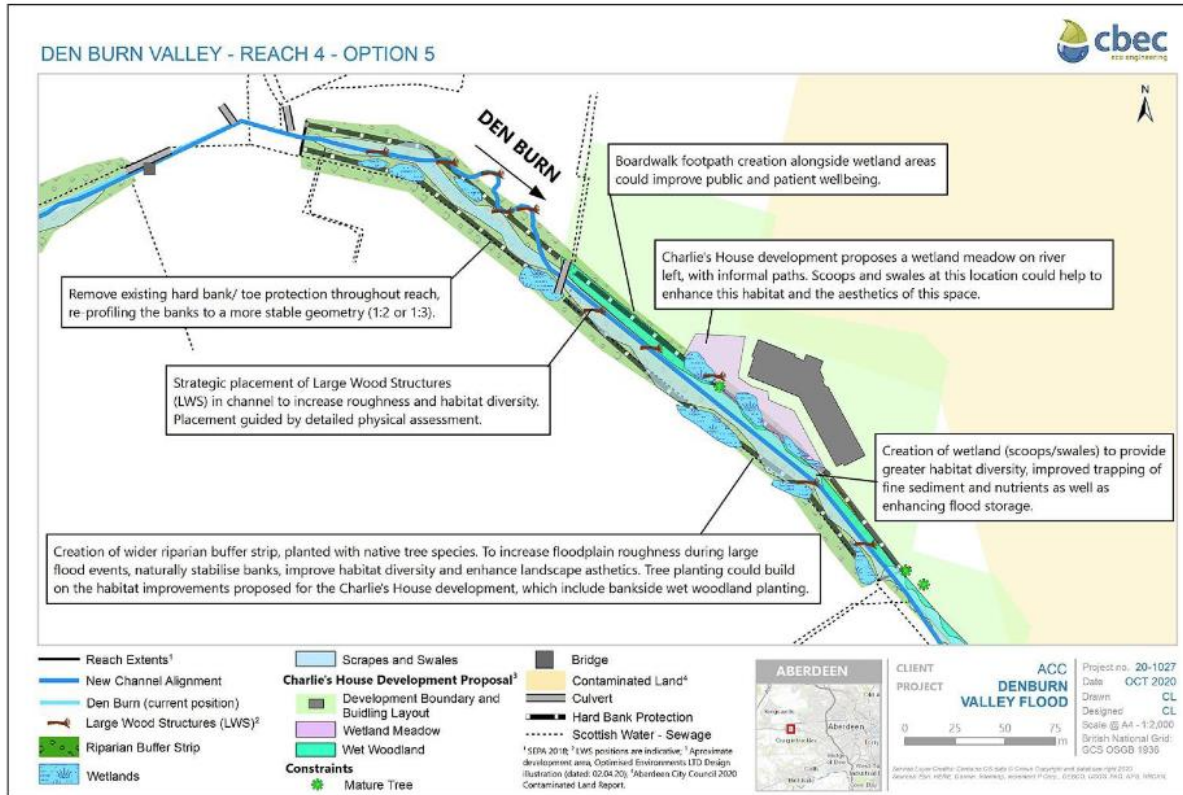 DEN BURN VALLEY - REACH 4 - OPTION 5
cbec
eco engineering
N
DEN BURN
Boardwalk footpath creation alongside wetland areas
could improve public and patient wellbeing.
Charlie's House development proposes a wetland meadow on river
left, with informal paths. Scoops and swales at this location could help to
enhance this habitat and the aesthetics of this space.
Remove existing hard bank/ toe protection throughout reach,
re-profiling the banks to a more stable geometry (1:2 or 1:3).
Strategic placement of Large Wood Structures
(LWS) in channel to increase roughness and habitat diversity.
Placement guided by detailed physical assessment.
Creation of wetland (scoops/swales) to provide
greater habitat diversity, improved trapping of
fine sediment and nutrients as well as
enhancing flood storage.
Creation of wider riparian buffer strip, planted with native tree species. To increase floodplain roughness during large
flood events, naturally stabilise banks, improve habitat diversity and enhance landscape asthetics. Tree planting could build
on the habitat improvements proposed for the Charlie's House development, which include bankside wet woodland planting.
Reach Extents¹
New Channel Alignment
Den Burn (current position)
Large Wood Structures (LWS)²
Riparian Buffer Strip
Wetlands
Scrapes and Swales
Charlie's House Development Proposal³
Development Boundary and
Buidling Layout
Wetland Meadow
Wet Woodland
Constraints
Mature Tree
Bridge
Contaminated Land⁴
Culvert
Hard Bank Protection
Scottish Water - Sewage
¹ SEPA 2018; ² LWS positions are indicative; ³ Aproximate
development area, Optimised Environments LTD Design
illustration (dated: 02.04.20); ⁴Aberdeen City Council 2020
Contaminated Land Report.
ABERDEEN
Aberdeen
CLIENT ACC
PROJECT DENBURN
VALLEY FLOOD
0 25 50 75
m
Project no. 20-1027
Date OCT 2020
Drawn CL
Designed CL
Scale @ A4 - 1:2,000
British National Grid:
GCS OSGB 1936